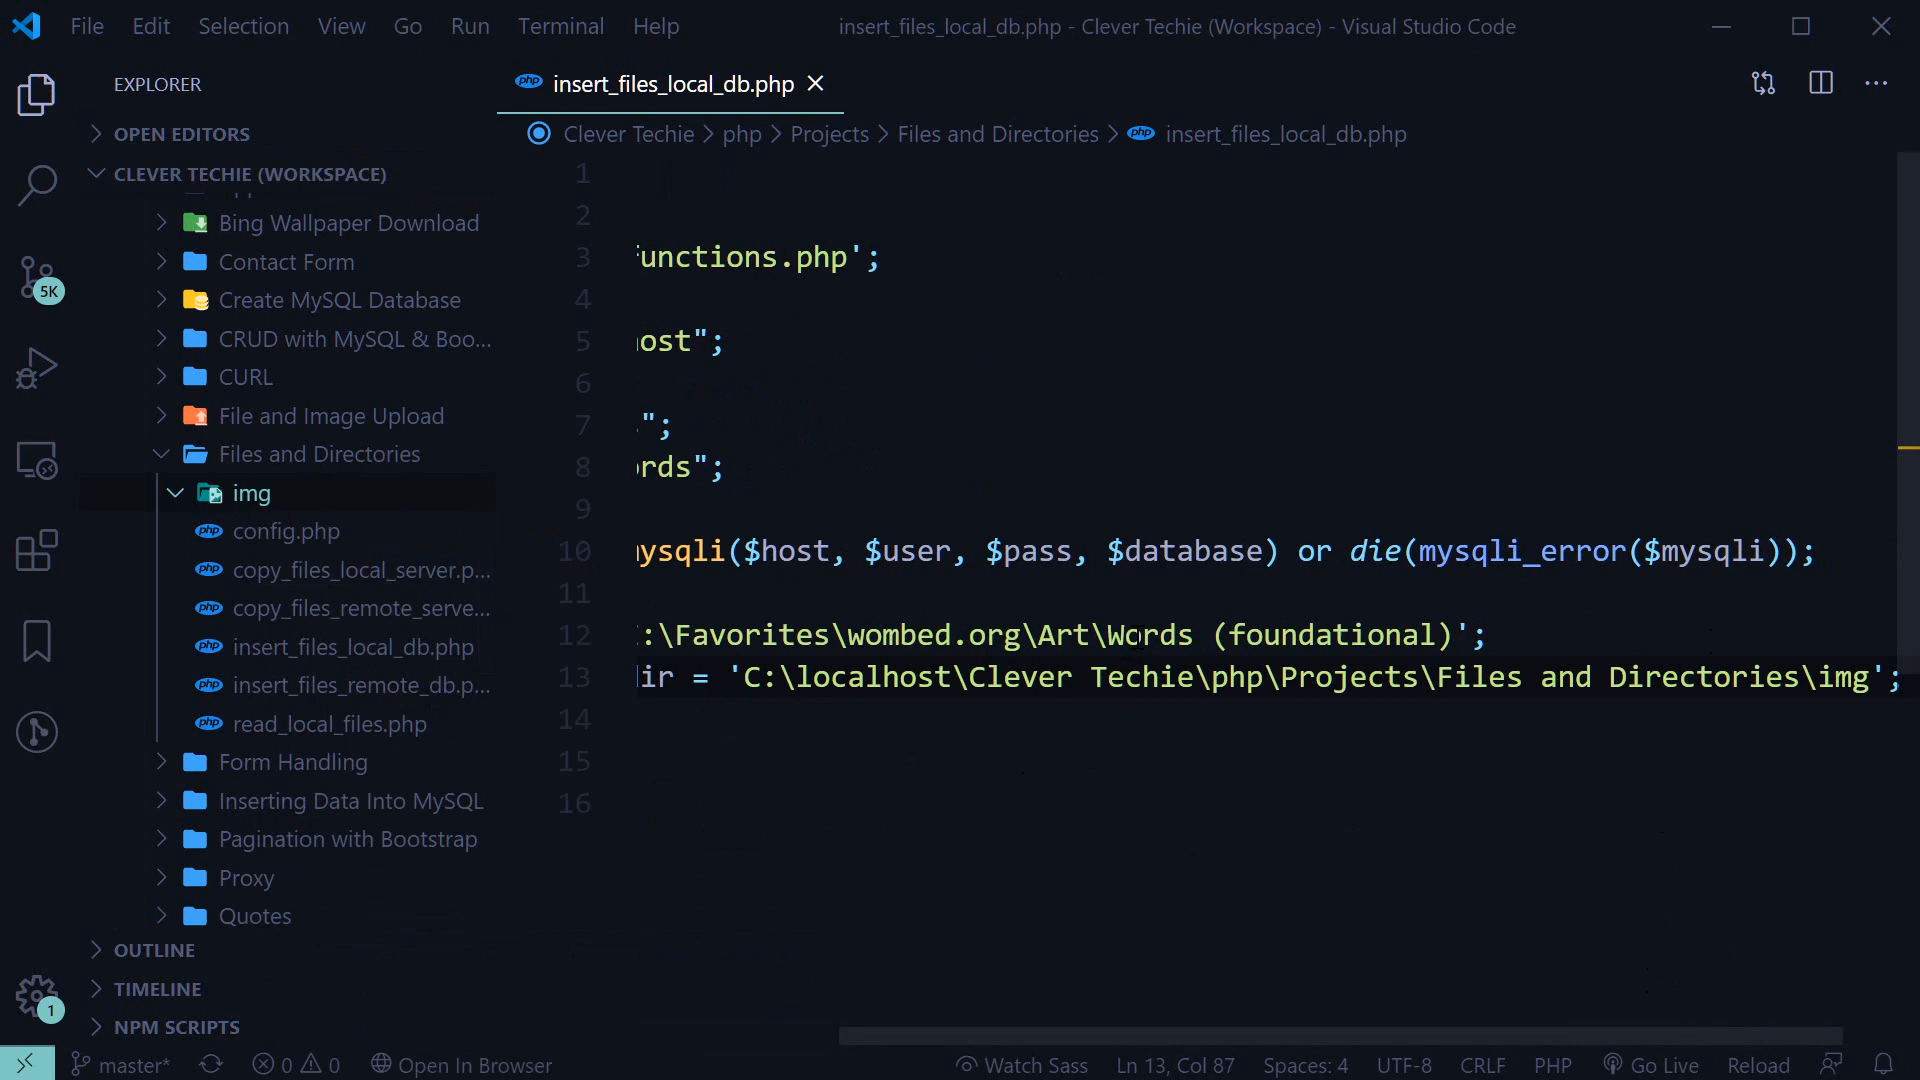 File Edit Selection View Go Run Terminal Help insert_files_local_db.php - Clever Techie (Workspace) - Visual Studio Code
EXPLORER
OPEN EDITORS
CLEVER TECHIE (WORKSPACE)
Bing Wallpaper Download
Contact Form
Create MySQL Database
CRUD with MySQL & Boo...
CURL
File and Image Upload
Files and Directories
img
config.php
copy_files_local_server.p...
copy_files_remote_serve...
insert_files_local_db.php
insert_files_remote_db.p...
read_local_files.php
Form Handling
Inserting Data Into MySQL
Pagination with Bootstrap
Proxy
Quotes
OUTLINE
TIMELINE
NPM SCRIPTS
5K
1
php insert_files_local_db.php
Clever Techie > php > Projects > Files and Directories > php insert_files_local_db.php
1
2
3 unctions.php';
4
5 ost";
6
7 ";
8 rds";
9
10 ysqli($host, $user, $pass, $database) or die(mysqli_error($mysqli));
11
12 :\Favorites\wombed.org\Art\Words (foundational)';
13 ir = 'C:\localhost\Clever Techie\php\Projects\Files and Directories\img';
14
15
16
master* 0 0 Open In Browser Watch Sass Ln 13, Col 87 Spaces: 4 UTF-8 CRLF PHP Go Live Reload